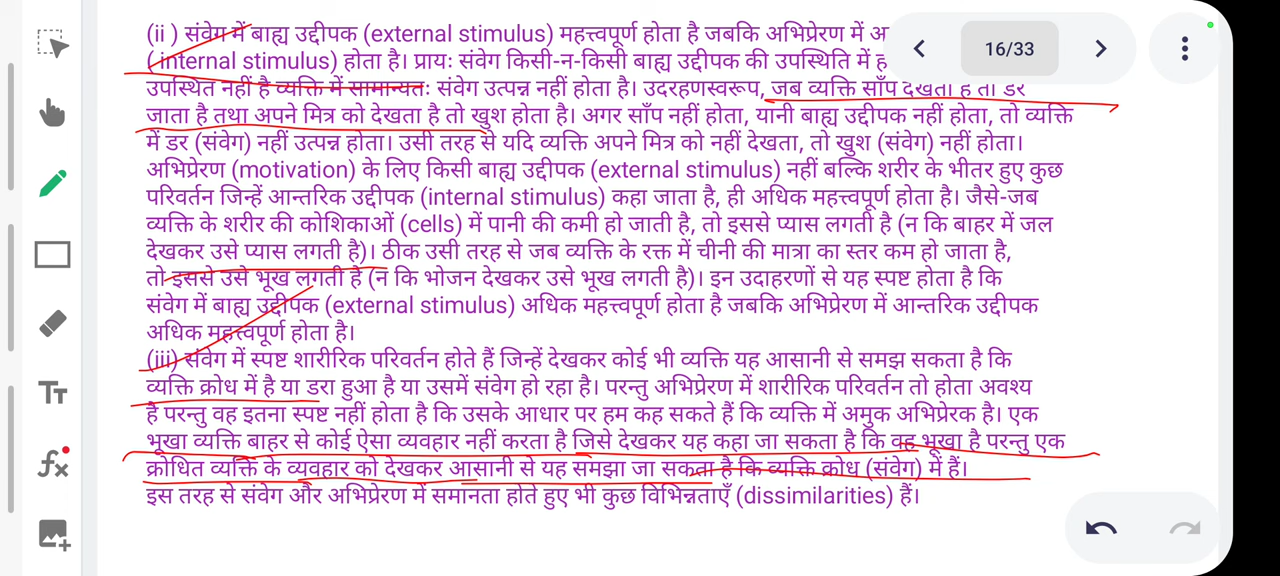 (ii ) संवेग में बाह्य उद्दीपक (external stimulus) महत्त्वपूर्ण होता है जबकि अभिप्रेरण में
(internal stimulus) होता है। प्रायः संवेग किसी-न-किसी बाह्य उद्दीपक की उपस्थिति में
उपस्थित नहीं है व्यक्ति में सामान्यतः संवेग उत्पन्न नहीं होता है। उदरहणस्वरूप, जब व्यक्ति साँप देखता है तो डर
जाता है तथा अपने मित्र को देखता है तो खुश होता है। अगर साँप नहीं होता, यानी बाह्य उद्दीपक नहीं होता, तो व्यक्ति
में डर (संवेग) नहीं उत्पन्न होता। उसी तरह से यदि व्यक्ति अपने मित्र को नहीं देखता, तो खुश (संवेग) नहीं होता।
अभिप्रेरण (motivation) के लिए किसी बाह्य उद्दीपक (external stimulus) नहीं बल्कि शरीर के भीतर हुए कुछ
परिवर्तन जिन्हें आन्तरिक उद्दीपक (internal stimulus) कहा जाता है, ही अधिक महत्त्वपूर्ण होता है। जैसे-जब
व्यक्ति के शरीर की कोशिकाओं (cells) में पानी की कमी हो जाती है, तो इससे प्यास लगती है (न कि बाहर में जल
देखकर उसे प्यास लगती है)। ठीक उसी तरह से जब व्यक्ति के रक्त में चीनी की मात्रा का स्तर कम हो जाता है,
तो इससे उसे भूख लगती है (न कि भोजन देखकर उसे भूख लगती है)। इन उदाहरणों से यह स्पष्ट होता है कि
संवेग में बाह्य उद्दीपक (external stimulus) अधिक महत्त्वपूर्ण होता है जबकि अभिप्रेरण में आन्तरिक उद्दीपक
अधिक महत्त्वपूर्ण होता है।
(iii) संवेग में स्पष्ट शारीरिक परिवर्तन होते हैं जिन्हें देखकर कोई भी व्यक्ति यह आसानी से समझ सकता है कि
व्यक्ति क्रोध में है या डरा हुआ है या उसमें संवेग हो रहा है। परन्तु अभिप्रेरण में शारीरिक परिवर्तन तो होता अवश्य
है परन्तु वह इतना स्पष्ट नहीं होता है कि उसके आधार पर हम कह सकते हैं कि व्यक्ति में अमुक अभिप्रेरक है। एक
भूखा व्यक्ति बाहर से कोई ऐसा व्यवहार नहीं करता है जिसे देखकर यह कहा जा सकता है कि वह भूखा है परन्तु एक
क्रोधित व्यक्ति के व्यवहार को देखकर आसानी से यह समझा जा सकता है कि व्यक्ति क्रोध (संवेग) में हैं।
इस तरह से संवेग और अभिप्रेरण में समानता होते हुए भी कुछ विभिन्नताएँ (dissimilarities) हैं।
16/33
Tт
fx